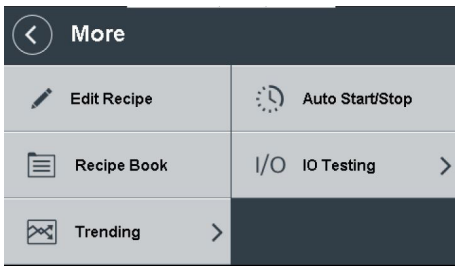 More
Edit Recipe
Auto Start/Stop
Recipe Book
I/O IO Testing
Trending